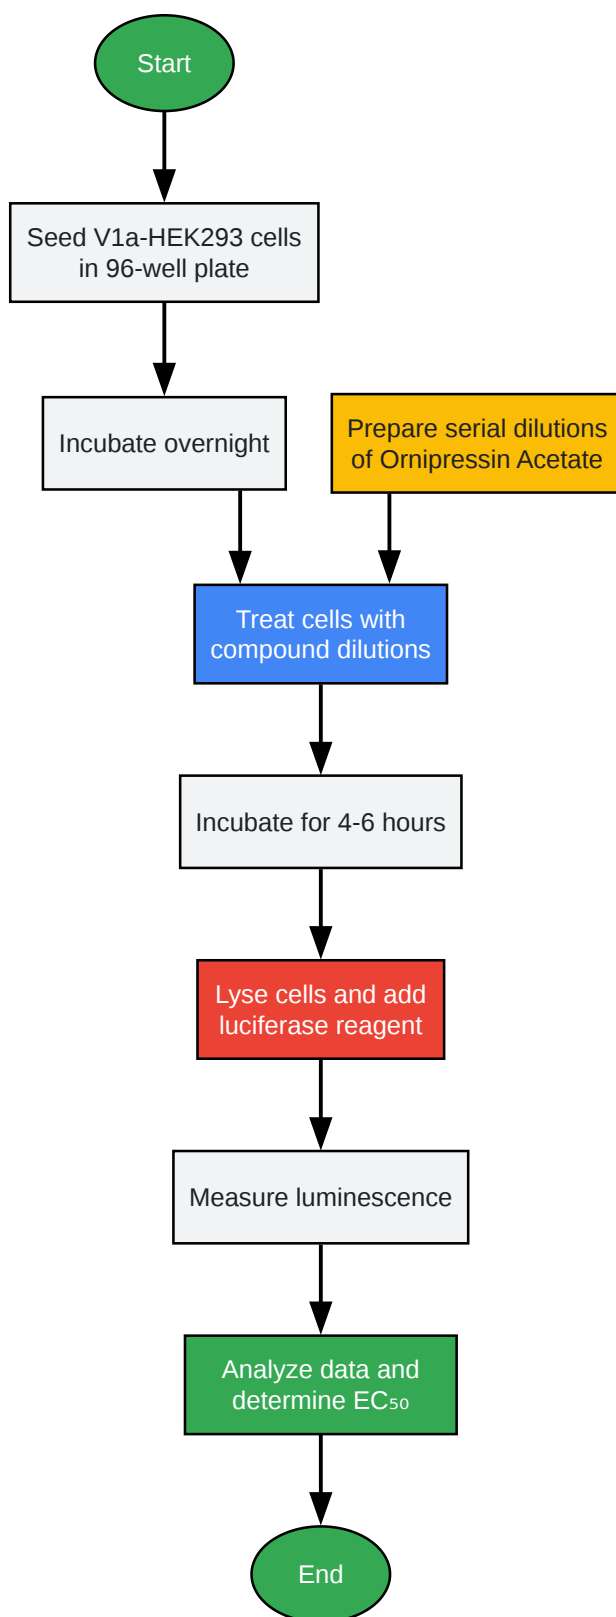 Start
Seed V1a-HEK293 cells
in 96-well plate
Incubate overnight
Prepare serial dilutions
of Ornipressin Acetate
Treat cells with
compound dilutions
Incubate for 4-6 hours
Lyse cells and add
luciferase reagent
Measure luminescence
Analyze data and
determine EC₅₀
End